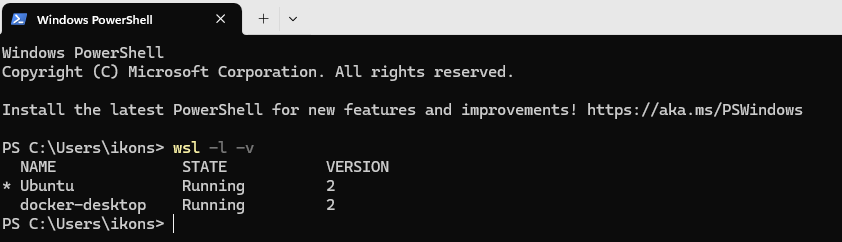 Windows PowerShell
Windows PowerShell
Copyright (C) Microsoft Corporation. All rights reserved.
Install the latest PowerShell for new features and improvements! https://aka.ms/PSWindows
PS C:\Users\ikons> wsl -l -v
  NAME              STATE           VERSION
* Ubuntu            Running         2
  docker-desktop    Running         2
PS C:\Users\ikons>